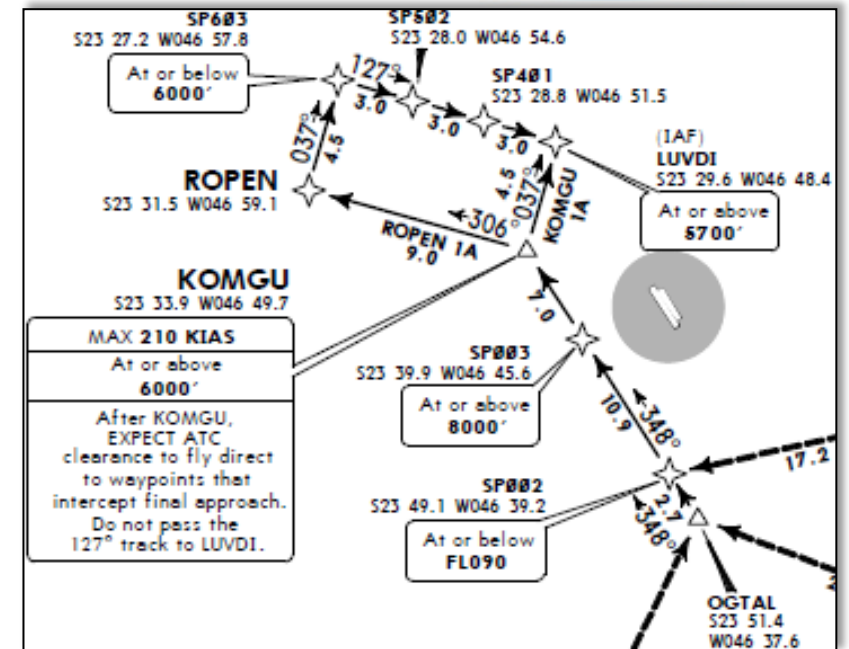 SPø03
S23 27.2 W046 57.8
At or below
6000′
SPø02
S23 28.0 W046 54.6
127°
3.0
3.0
3.0
SP401
S23 28.8 W046 51.5
(IAF)
LUVDI
S23 29.6 W046 48.4
At or above
5700′
037°
4.5
ROPEN
S23 31.5 W046 59.1
306°
ROPEN 1A
9.0
4.5
037°
KOMGU
1A
KOMGU
S23 33.9 W046 49.7
MAX 210 KIAS
At or above
6000′
After KOMGU,
EXPECT ATC
clearance to fly direct
to waypoints that
intercept final approach.
Do not pass the
127° track to LUVDI.
7.0
SPø03
S23 39.9 W046 45.6
At or above
8000′
10.9
348°
17.2
SPø02
S23 49.1 W046 39.2
At or below
FL090
2.7
348°
OGTAL
S23 51.4
W046 37.6